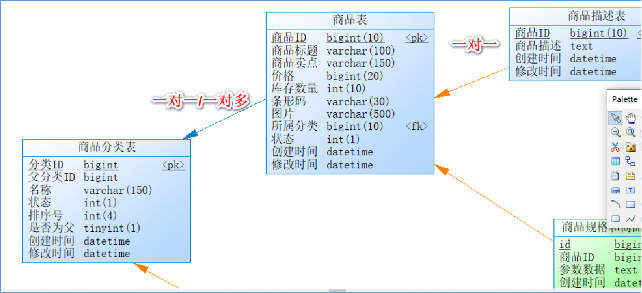 商品表
商品ID bigint(10) <pk>
商品标题 varchar(100)
商品卖点 varchar(150)
价格 bigint(20)
库存数量 int(10)
条形码 varchar(30)
图片 varchar(500)
所属分类 bigint(10) <fk>
状态 int(1)
创建时间 datetime
修改时间 datetime
商品描述表
商品ID bigint(10)
商品描述 text
创建时间 datetime
修改时间 datetime
一对一
一对一/一对多
商品分类表
分类ID bigint <pk>
父分类ID bigint
名称 varchar(150)
状态 int(1)
排序号 int(4)
是否为父 tinyint(1)
创建时间 datetime
修改时间 datetime
Palette
商品规格
id
商品ID
参数数据 text
创建时间